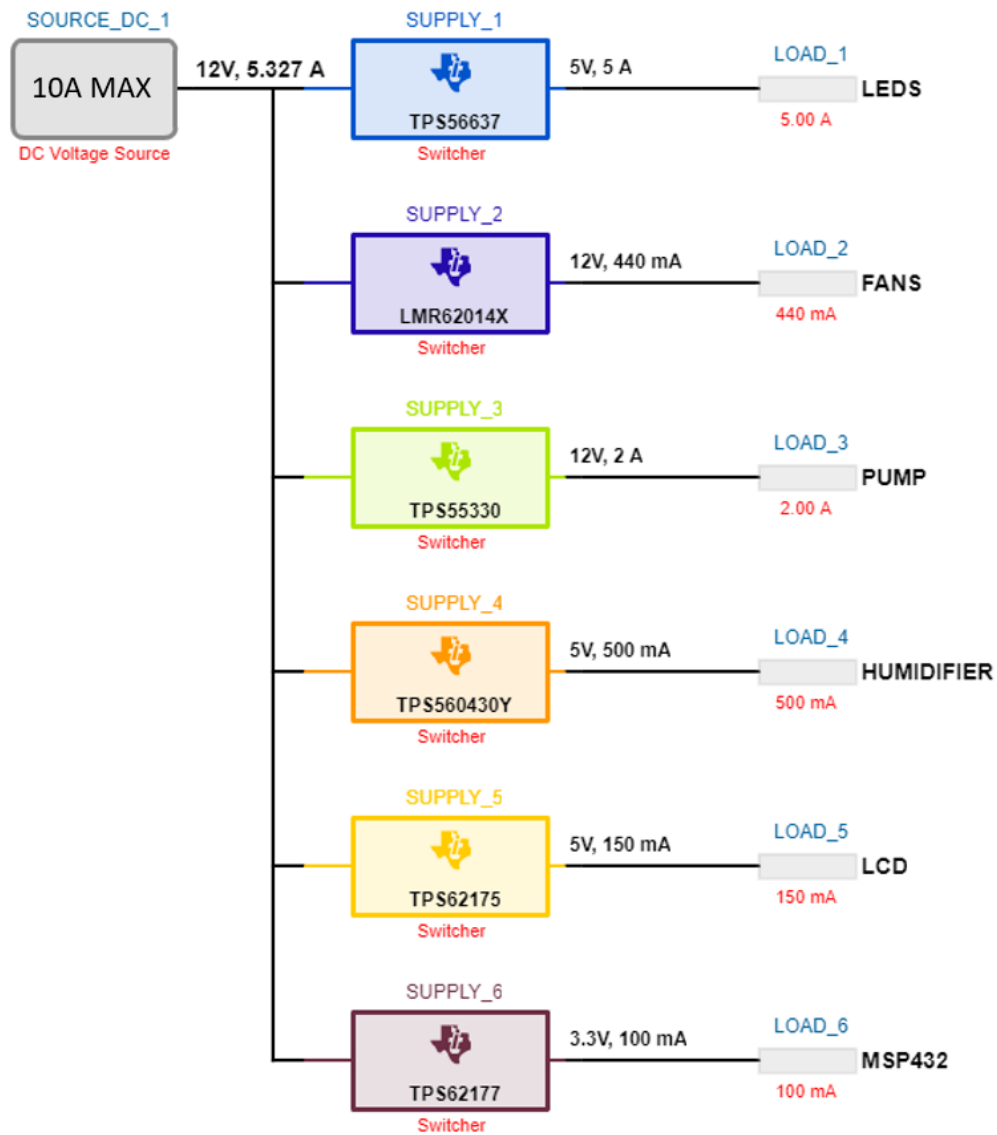 SOURCE_DC_1
10A MAX
DC Voltage Source
12V, 5.327 A
SUPPLY_1
TPS56637
Switcher
5V, 5 A
LOAD_1
LEDS
5.00 A
SUPPLY_2
LMR62014X
Switcher
12V, 440 mA
LOAD_2
FANS
440 mA
SUPPLY_3
TPS55330
Switcher
12V, 2 A
LOAD_3
PUMP
2.00 A
SUPPLY_4
TPS560430Y
Switcher
5V, 500 mA
LOAD_4
HUMIDIFIER
500 mA
SUPPLY_5
TPS62175
Switcher
5V, 150 mA
LOAD_5
LCD
150 mA
SUPPLY_6
TPS62177
Switcher
3.3V, 100 mA
LOAD_6
MSP432
100 mA